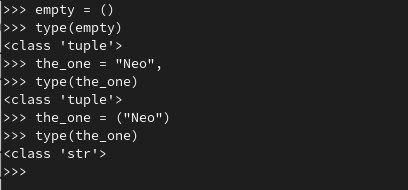 >>> empty = ()
>>> type(empty)
<class 'tuple'>
>>> the_one = "Neo",
>>> type(the_one)
<class 'tuple'>
>>> the_one = ("Neo")
>>> type(the_one)
<class 'str'>
>>>